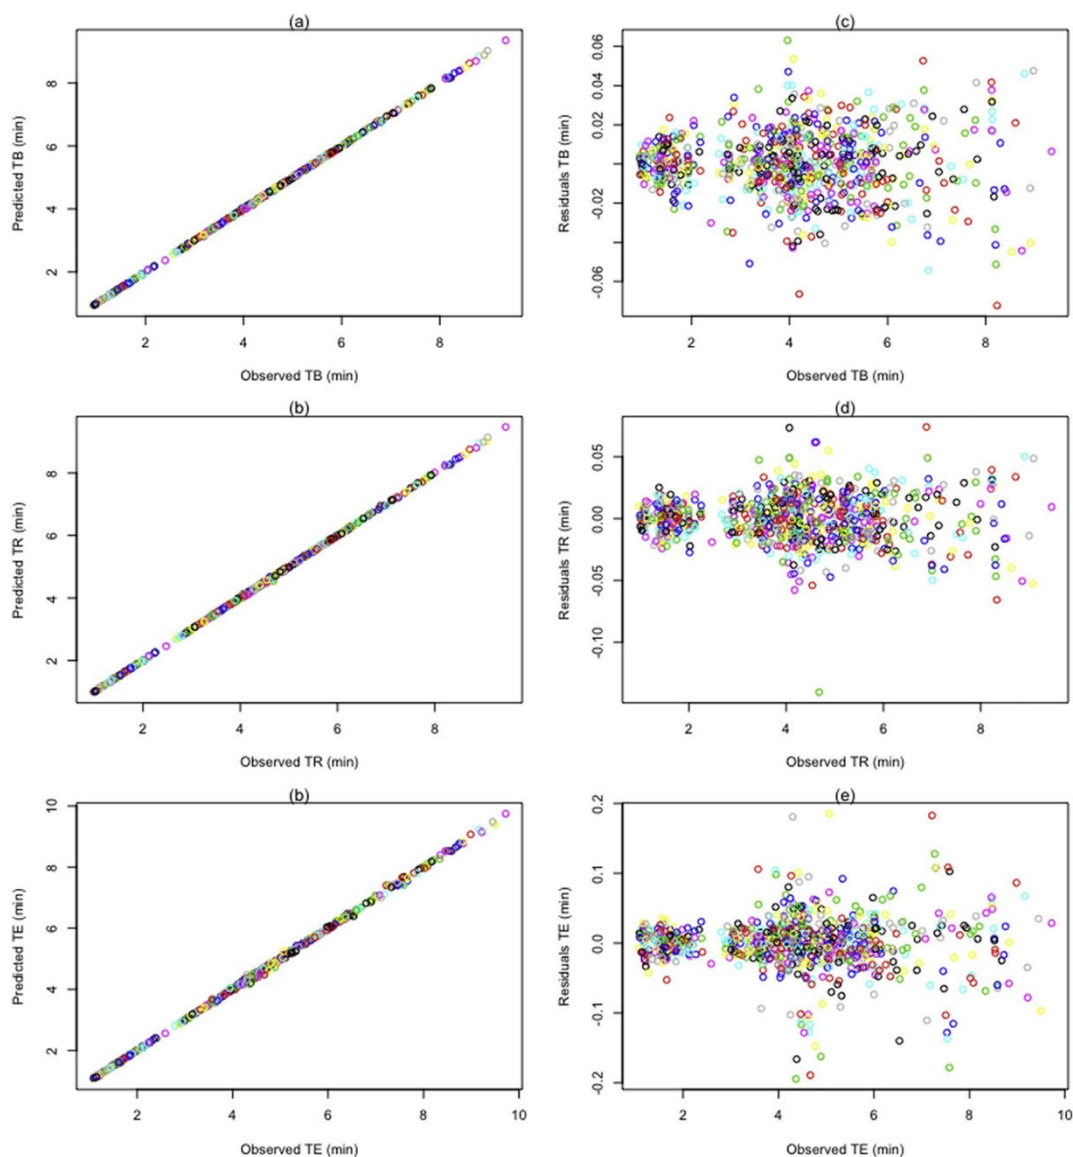 (a)
8
6
4
2
Predicted TB (min)
2 4 6 8
Observed TB (min)
(c)
0.06
0.04
0.02
-0.02
-0.06
Residuals TB (min)
2 4 6 8
Observed TB (min)
(b)
8
6
4
2
Predicted TR (min)
2 4 6 8
Observed TR (min)
(d)
0.05
0.00
-0.05
-0.10
Residuals TR (min)
2 4 6 8
Observed TR (min)
(b)
10
8
6
4
2
Predicted TE (min)
2 4 6 8 10
Observed TE (min)
(e)
0.2
0.1
0.0
-0.1
-0.2
Residuals TE (min)
2 4 6 8 10
Observed TE (min)